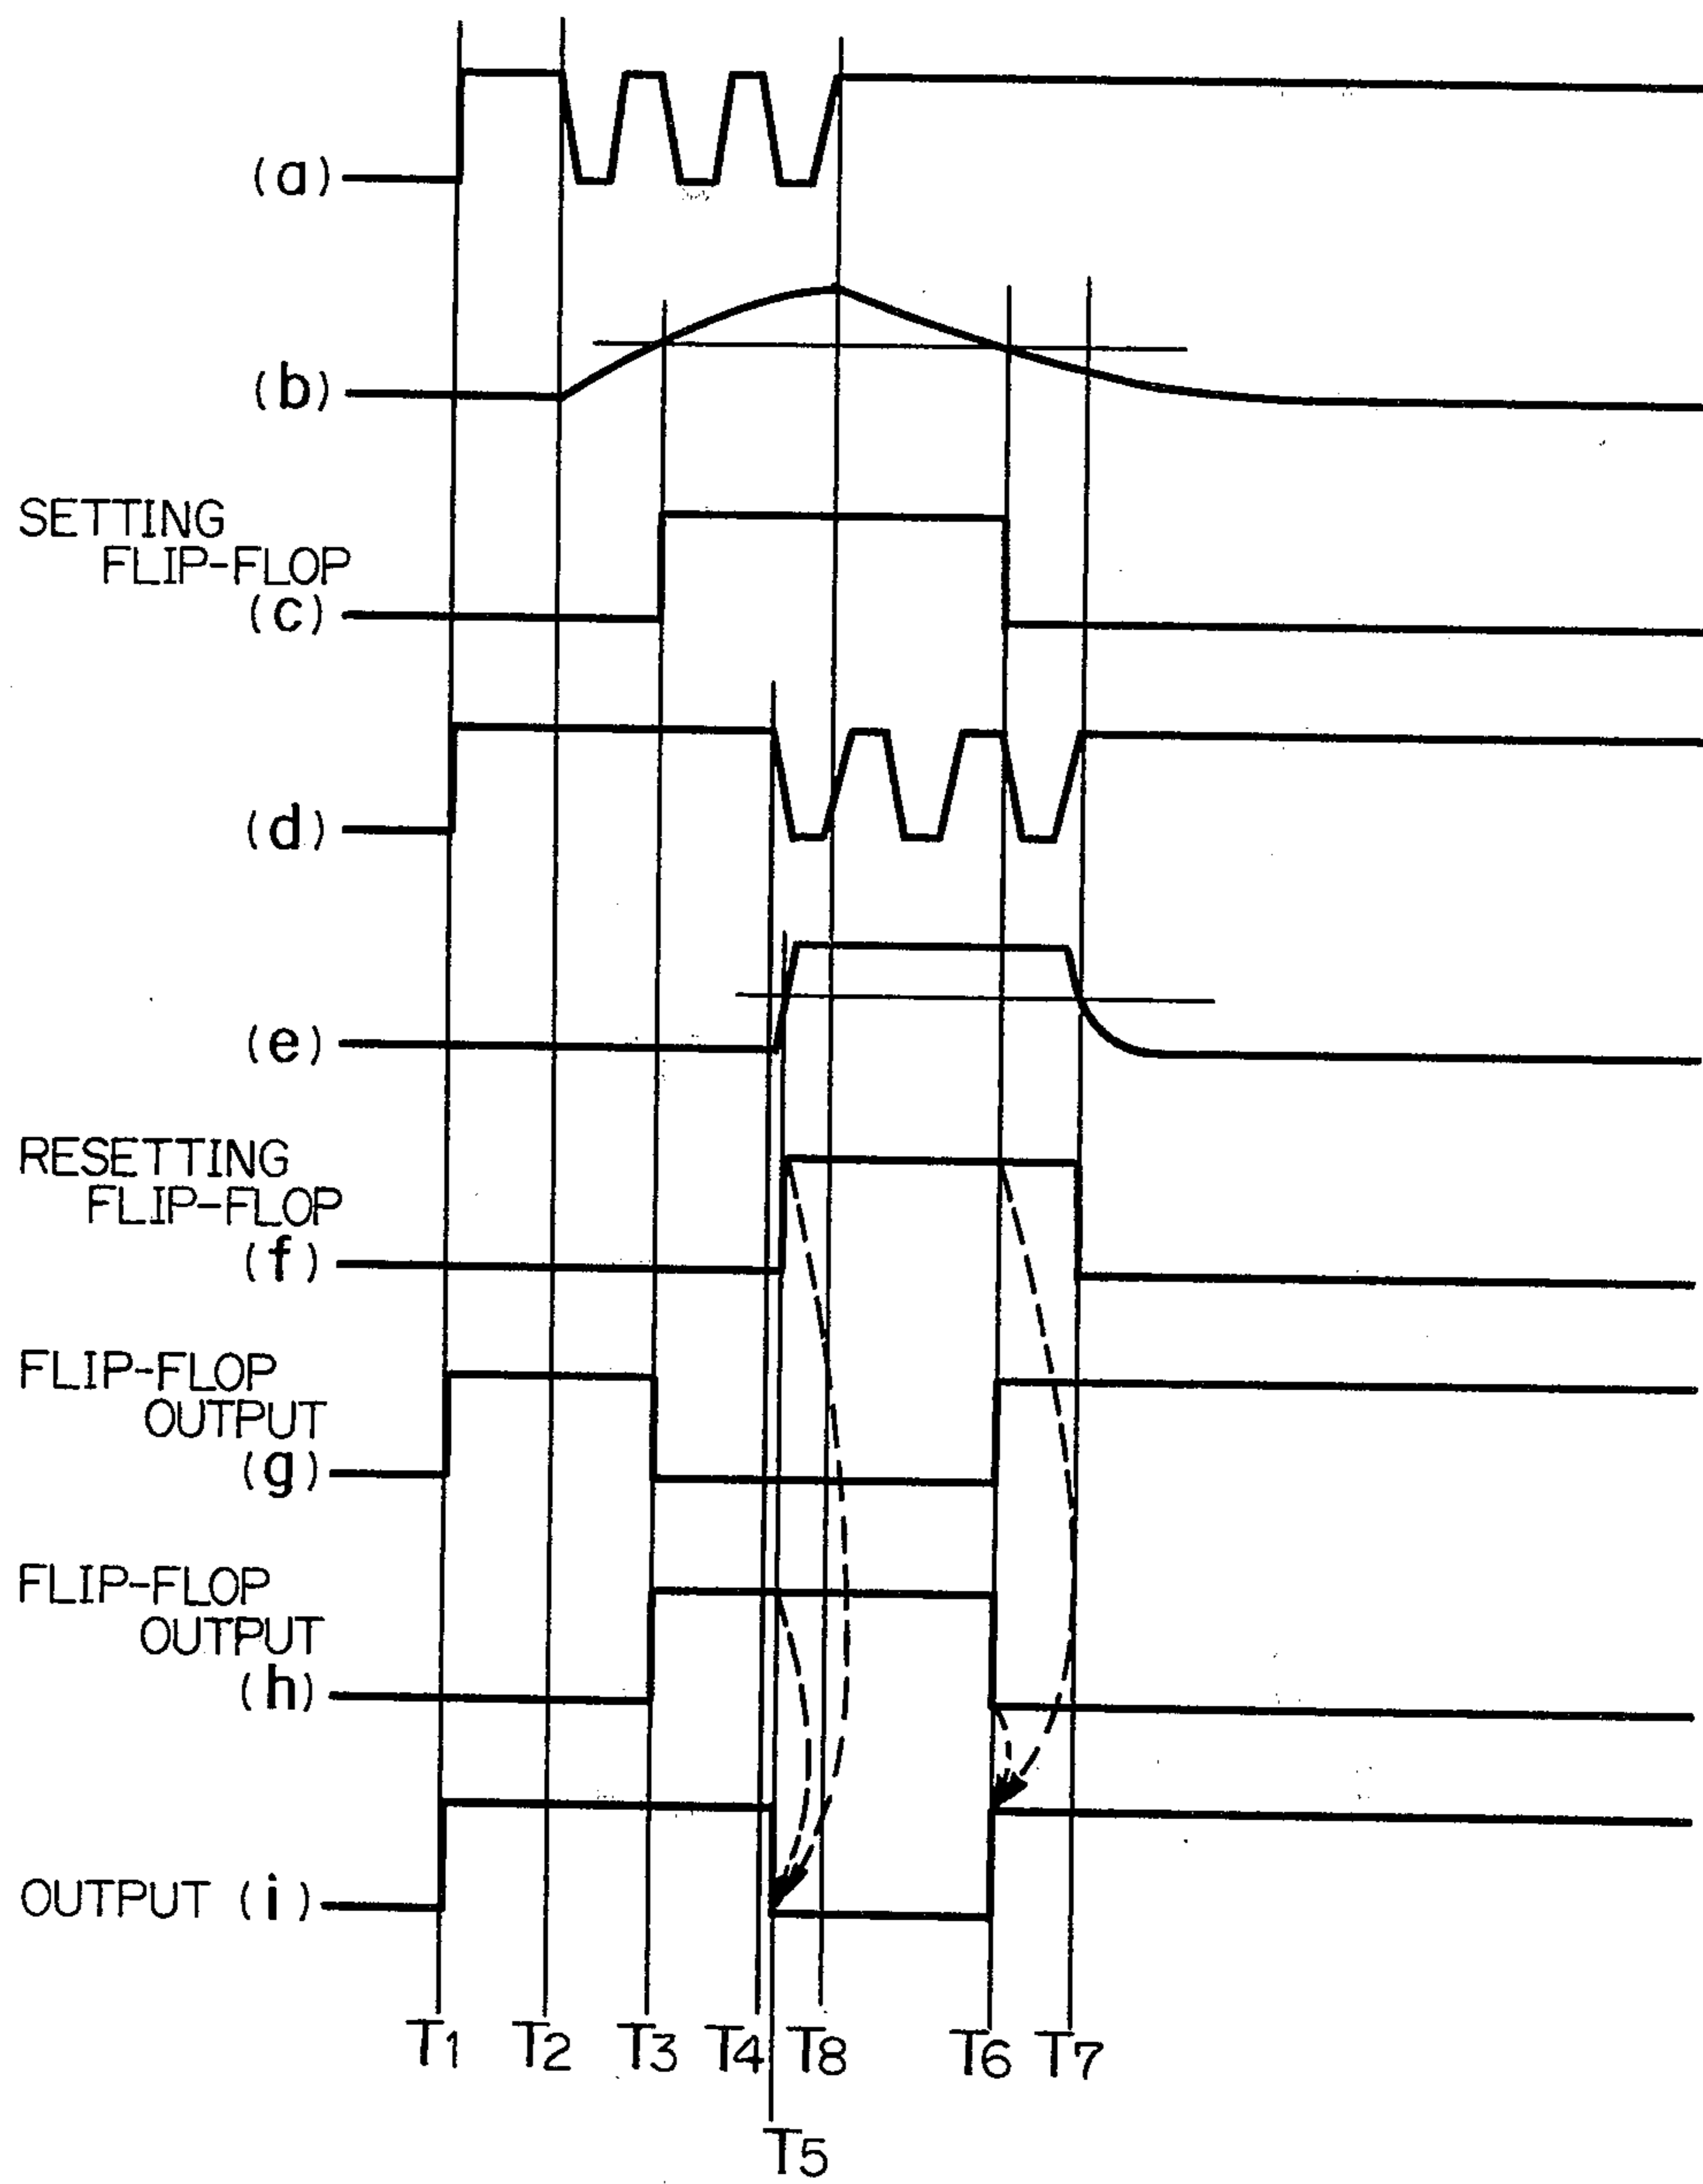 (a)
(b)
SETTING
FLIP-FLOP
(c)
(d)
(e)
RESETTING
FLIP-FLOP
(f)
FLIP-FLOP
OUTPUT
(g)
FLIP-FLOP
OUTPUT
(h)
OUTPUT (i)
T1 T2 T3 T4 T8 T6 T7
T5